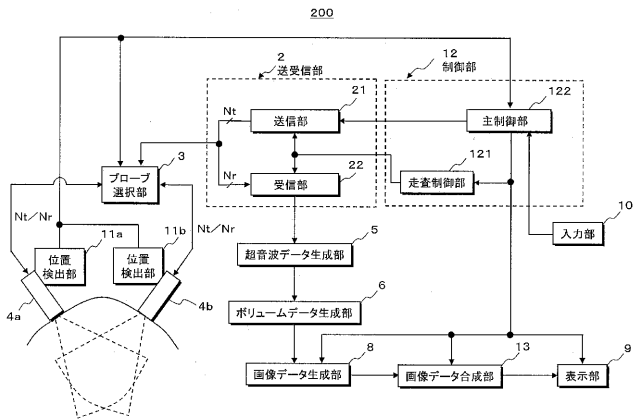 200
2
送受信部
12
制御部
21
送信部
122
主制御部
Nt
3
プローブ
選択部
22
受信部
Nr
121
走査制御部
10
入力部
Nt/Nr
Nt/Nr
11a
位置
検出部
11b
位置
検出部
5
超音波データ生成部
4a
4b
6
ボリュームデータ生成部
8
画像データ生成部
13
画像データ合成部
9
表示部